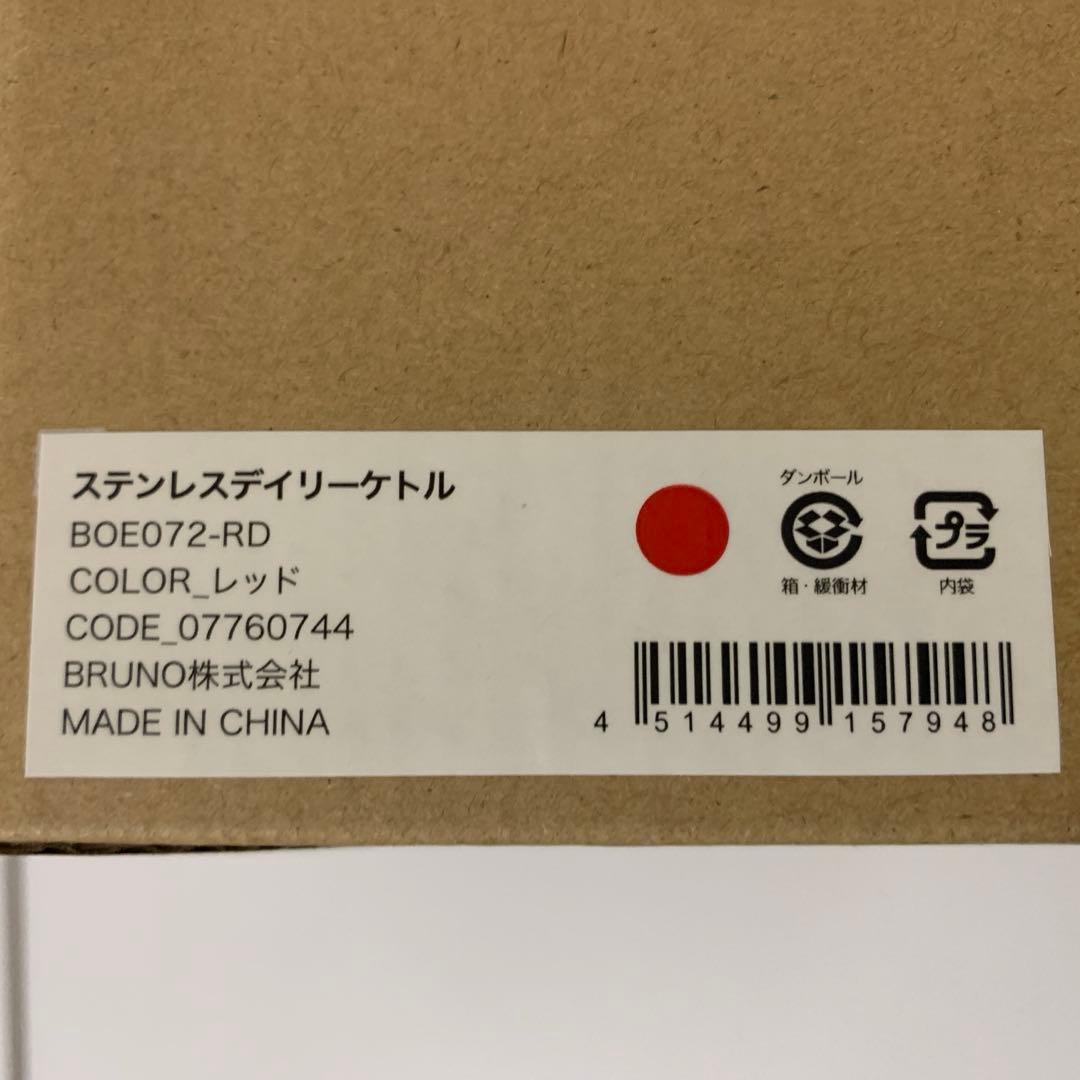 ステンレスデイリーケトル
BOE072-RD
COLOR_レッド
CODE_07760744
BRUNO株式会社
MADE IN CHINA
ダンボール
箱・緩衝材
プラ
内袋
4 514499 157948